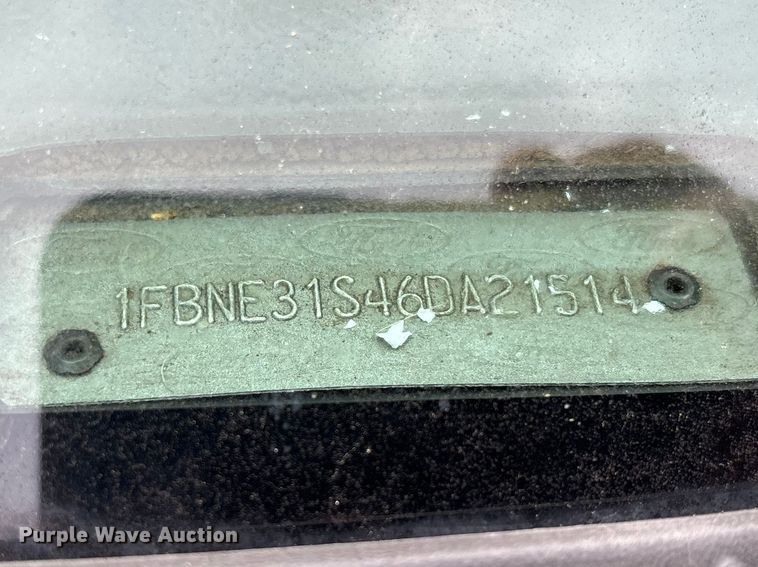 1FBNE31S46DA21514
Purple Wave Auction